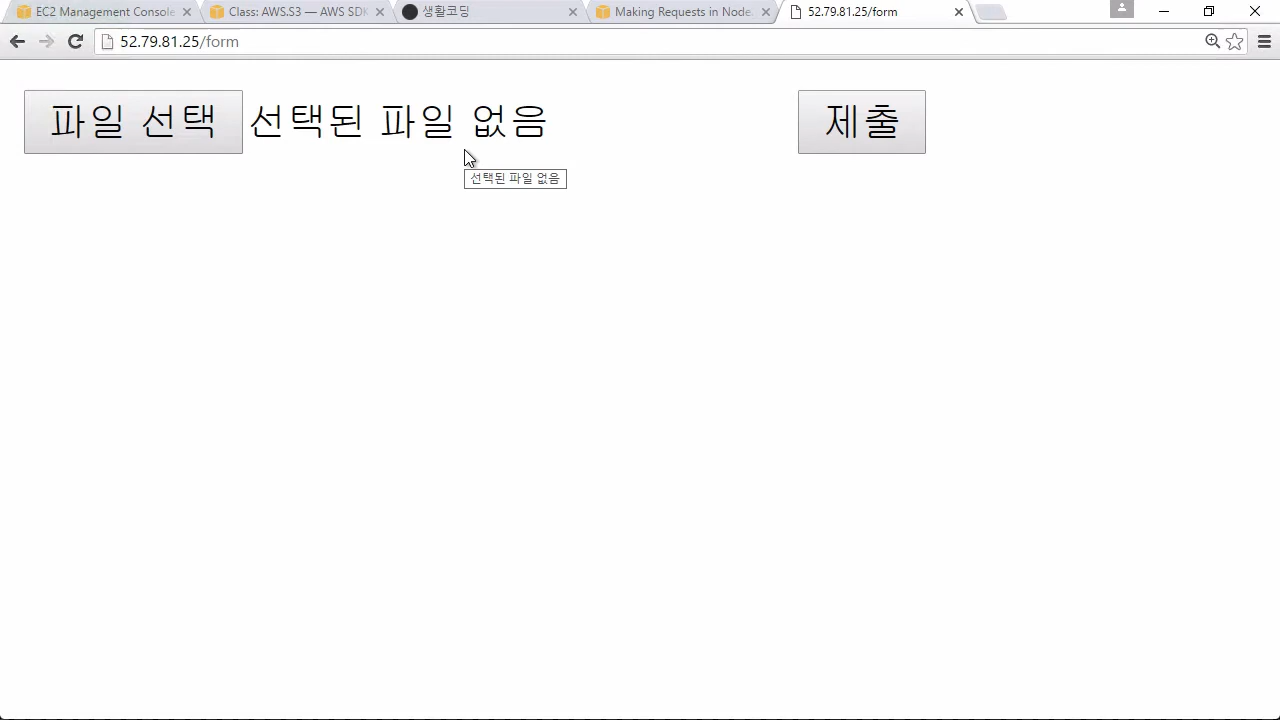 EC2 Management Console
Class: AWS.S3 — AWS SDK
생활코딩
Making Requests in Node.
52.79.81.25/form
52.79.81.25/form
파일 선택 선택된 파일 없음 제출
선택된 파일 없음